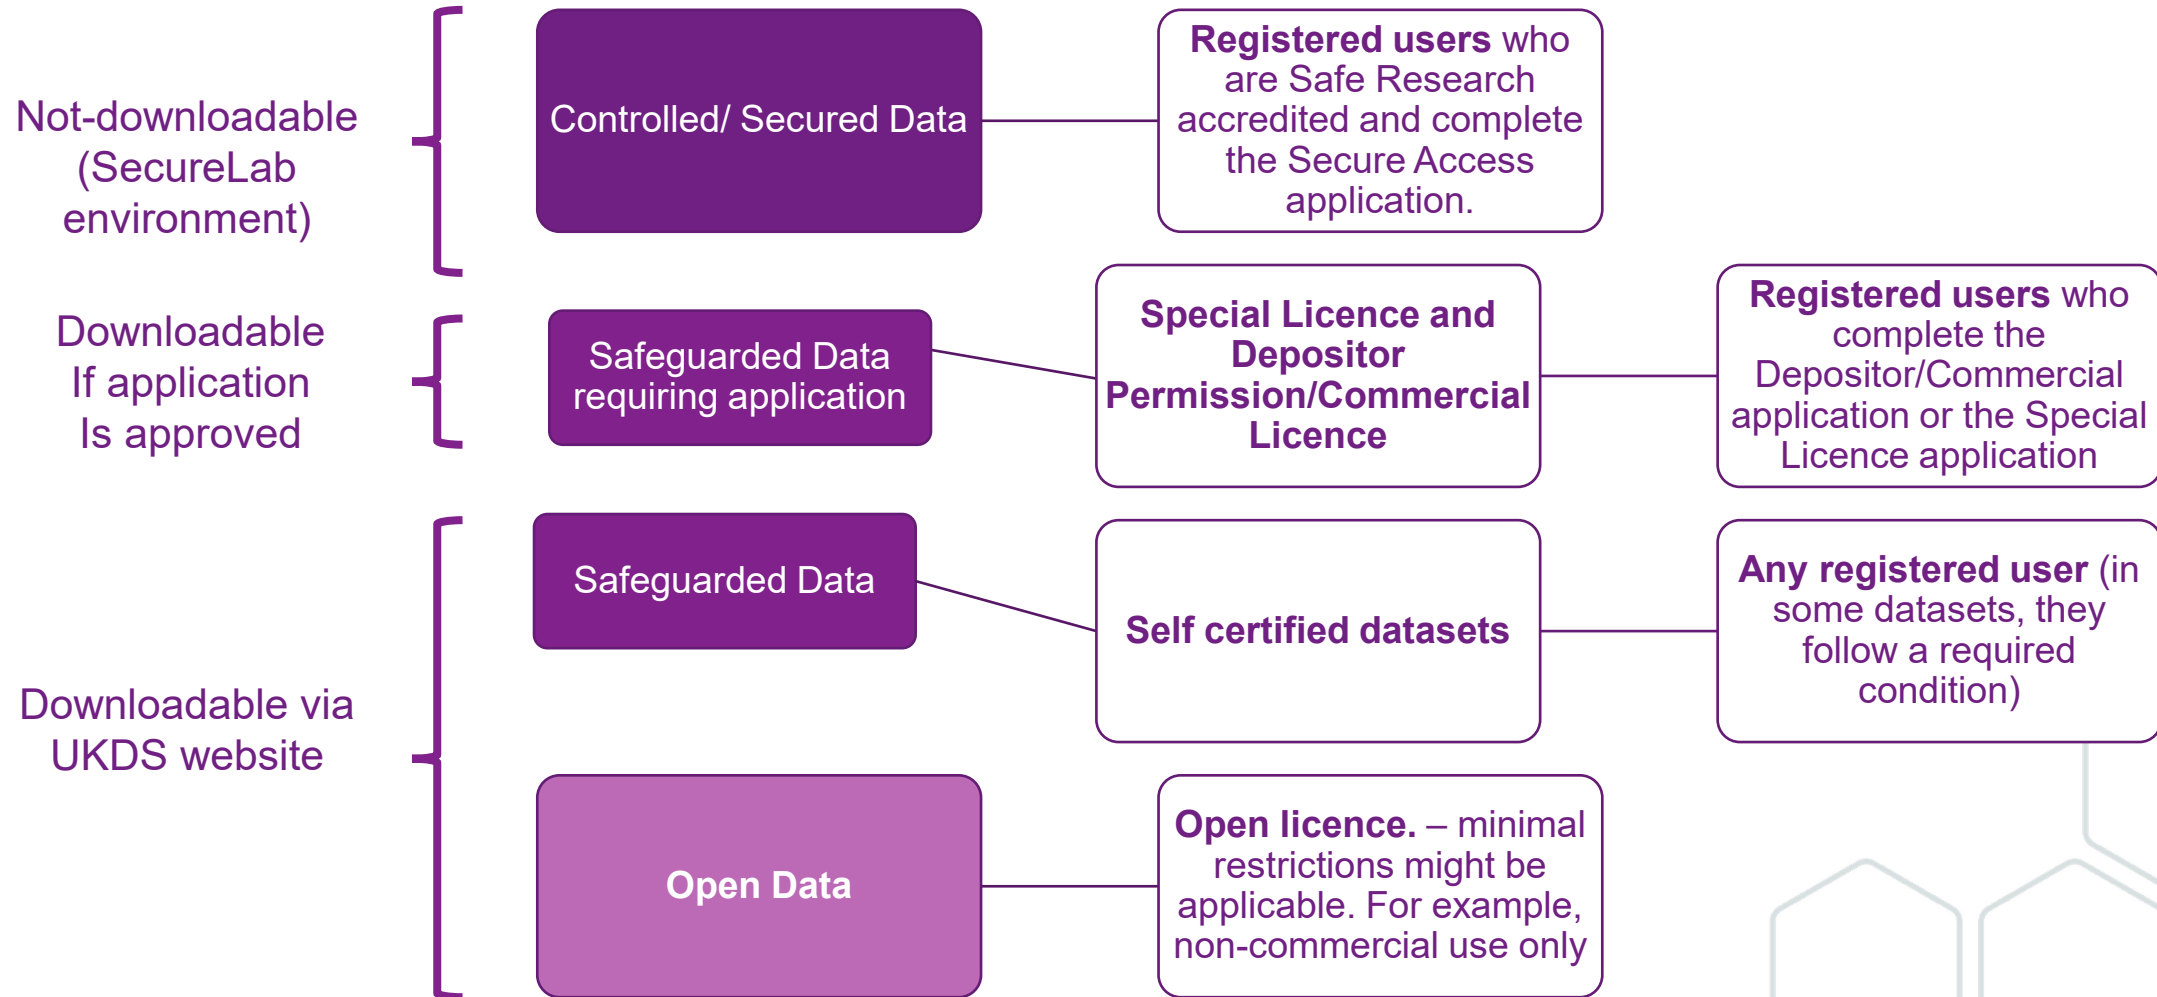 Not-downloadable
(SecureLab
environment)
Controlled/ Secured Data
Registered users who
are Safe Research
accredited and complete
the Secure Access
application.
Downloadable
If application
Is approved
Safeguarded Data
requiring application
Special Licence and
Depositor
Permission/Commercial
Licence
Registered users who
complete the
Depositor/Commercial
application or the Special
Licence application
Downloadable via
UKDS website
Safeguarded Data
Self certified datasets
Any registered user (in
some datasets, they
follow a required
condition)
Open Data
Open licence. – minimal
restrictions might be
applicable. For example,
non-commercial use only